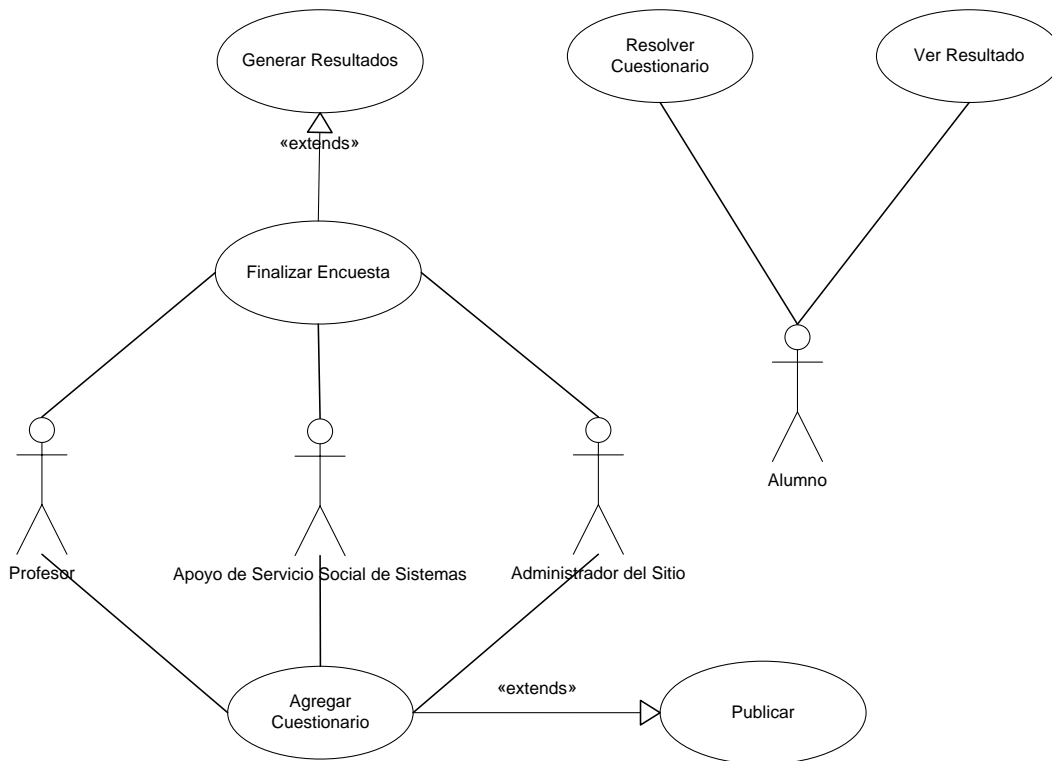 Generar Resultados
Resolver
Cuestionario
Ver Resultado
«extends»
Finalizar Encuesta
Alumno
Profesor
Apoyo de Servicio Social de Sistemas
Administrador del Sitio
Agregar
Cuestionario
«extends»
Publicar